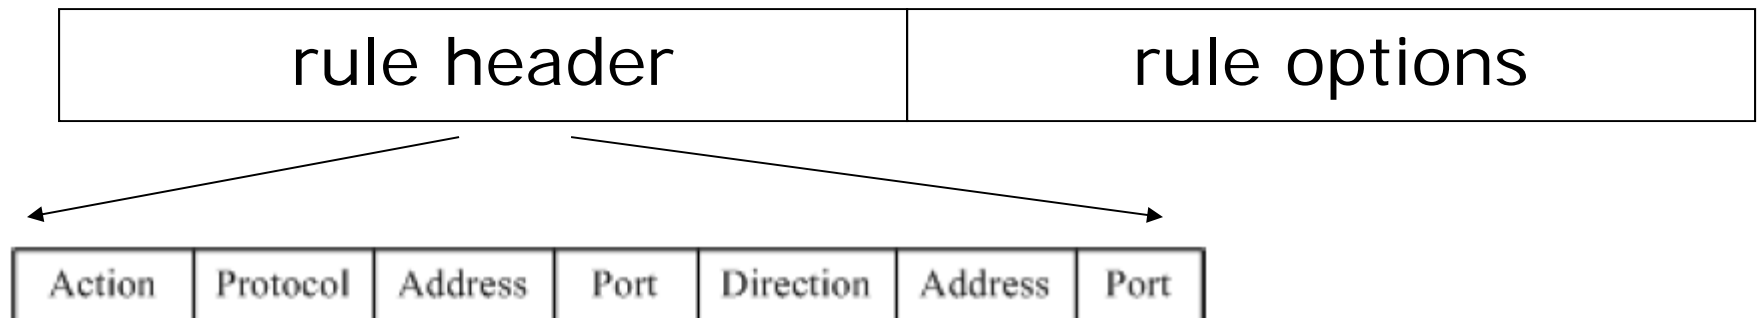 rule header rule options
Action Protocol Address Port Direction Address Port